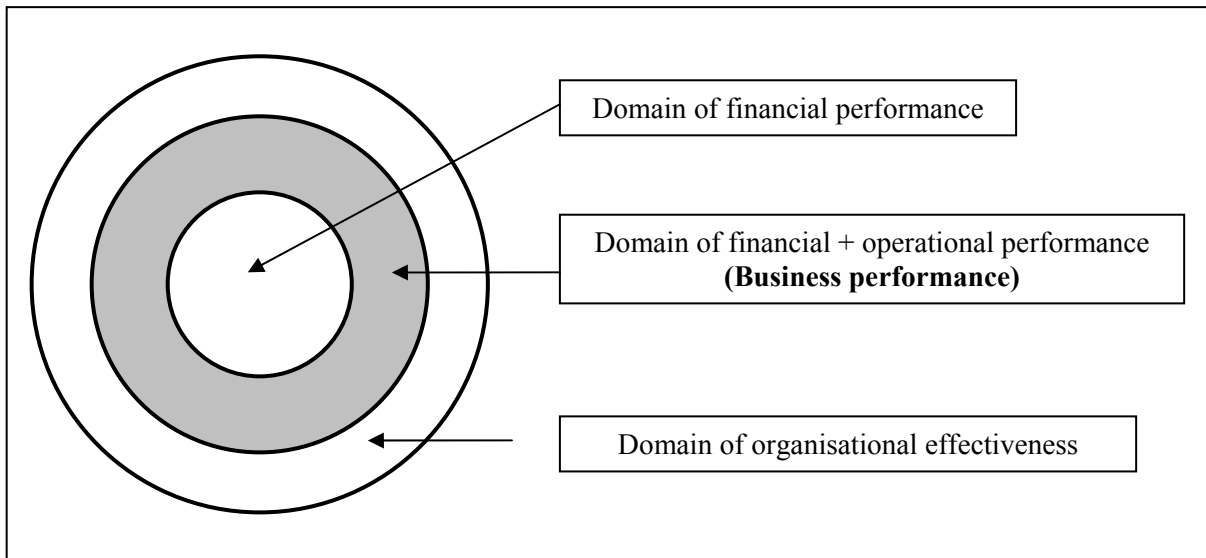 Domain of financial performance
Domain of financial + operational performance
(Business performance)
Domain of organisational effectiveness